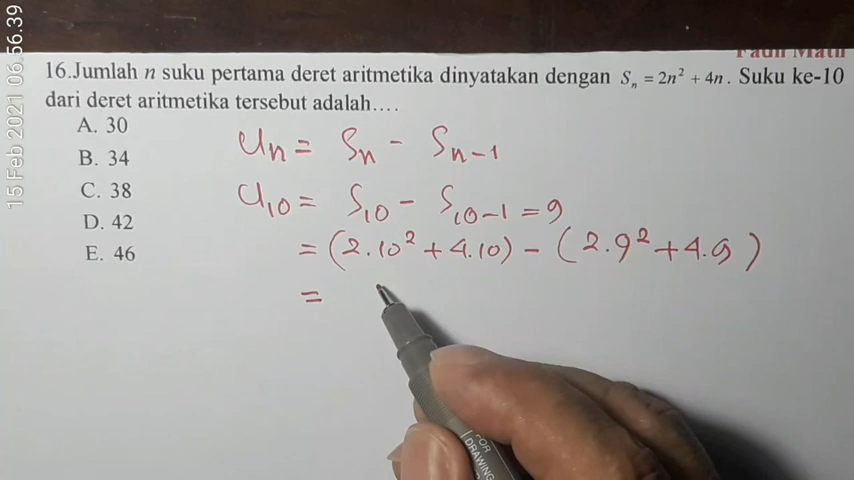 15 Feb 2021 06.56.39
Fadil Math
16.Jumlah n suku pertama deret aritmetika dinyatakan dengan Sₙ = 2n² + 4n. Suku ke-10
dari deret aritmetika tersebut adalah....
A. 30
B. 34
C. 38
D. 42
E. 46
Uₙ = Sₙ - Sₙ₋₁
U₁₀ = S₁₀ - S₁₀₋₁ = 9
= (2.10² + 4.10) - (2.9² + 4.9)
=
FOR
DRAWING